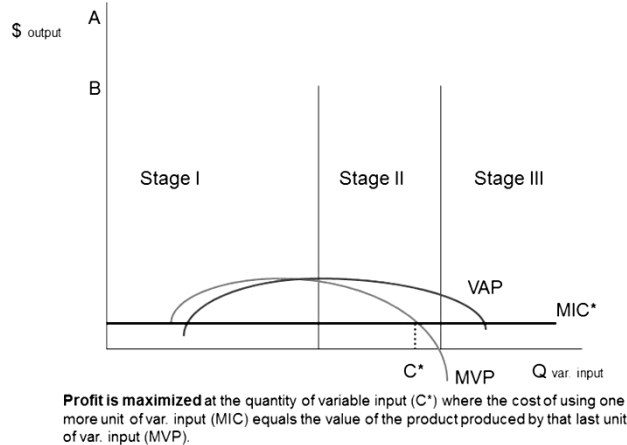 A
$ output
B
Stage I
Stage II
Stage III
VAP
MIC*
C*
MVP
Q var. input
Profit is maximized at the quantity of variable input (C*) where the cost of using one
more unit of var. input (MIC) equals the value of the product produced by that last unit
of var. input (MVP).